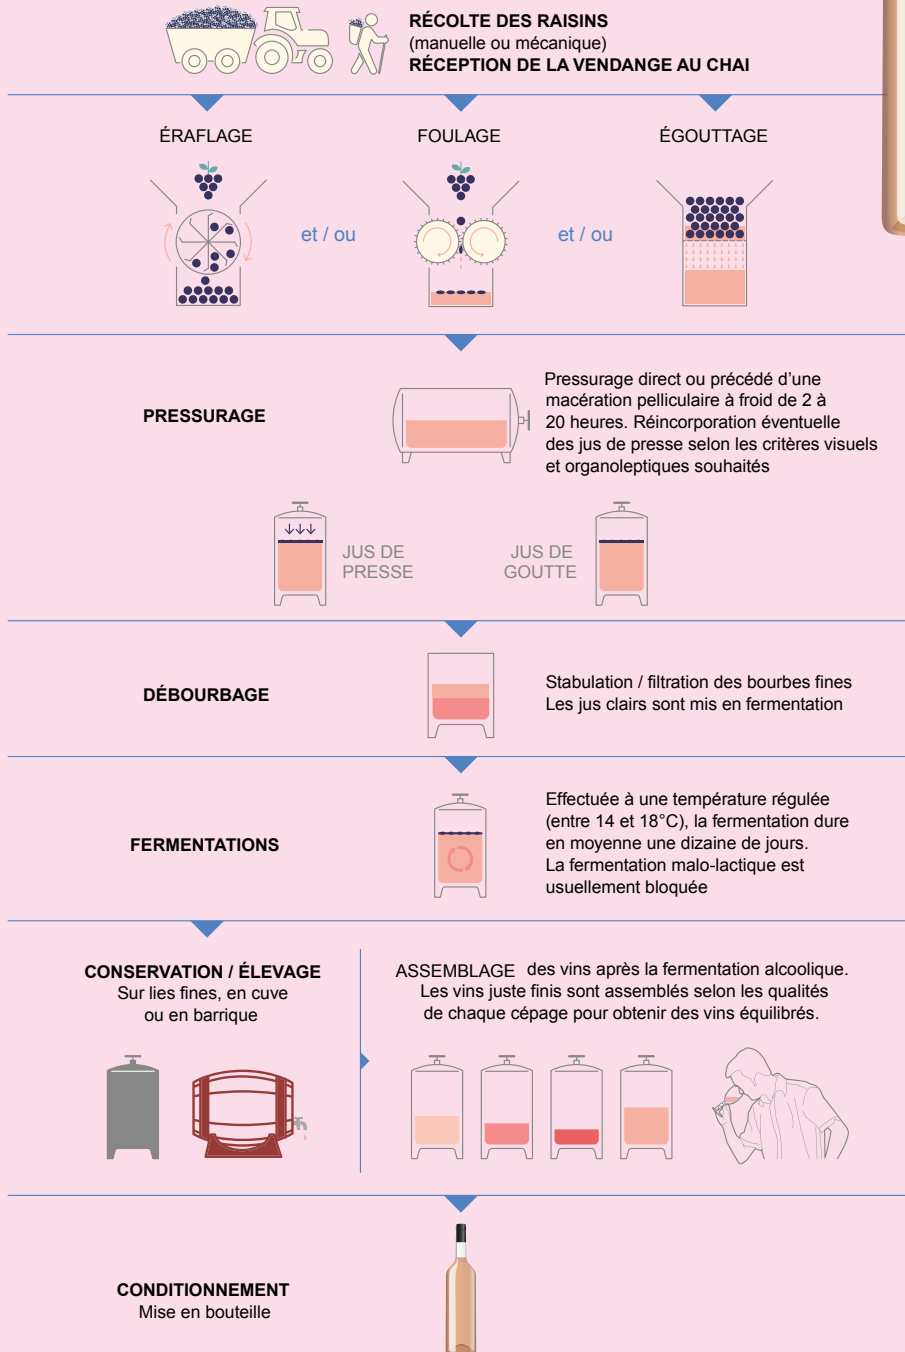 RÉCOLTE DES RAISINS
(manuelle ou mécanique)
RÉCEPTION DE LA VENDANGE AU CHAI
ÉRAFLAGE
et / ou
FOULAGE
et / ou
ÉGOUTTAGE
PRESSURAGE
Pressurage direct ou précédé d’une
macération pelliculaire à froid de 2 à
20 heures. Réincorporation éventuelle
des jus de presse selon les critères visuels
et organoleptiques souhaités
JUS DE
PRESSE
JUS DE
GOUTTE
DÉBOURBAGE
Stabulation / filtration des bourbes fines
Les jus clairs sont mis en fermentation
FERMENTATIONS
Effectuée à une température régulée
(entre 14 et 18°C), la fermentation dure
en moyenne une dizaine de jours.
La fermentation malo-lactique est
usuellement bloquée
CONSERVATION / ÉLEVAGE
Sur lies fines, en cuve
ou en barrique
ASSEMBLAGE des vins après la fermentation alcoolique.
Les vins juste finis sont assemblés selon les qualités
de chaque cépage pour obtenir des vins équilibrés.
CONDITIONNEMENT
Mise en bouteille